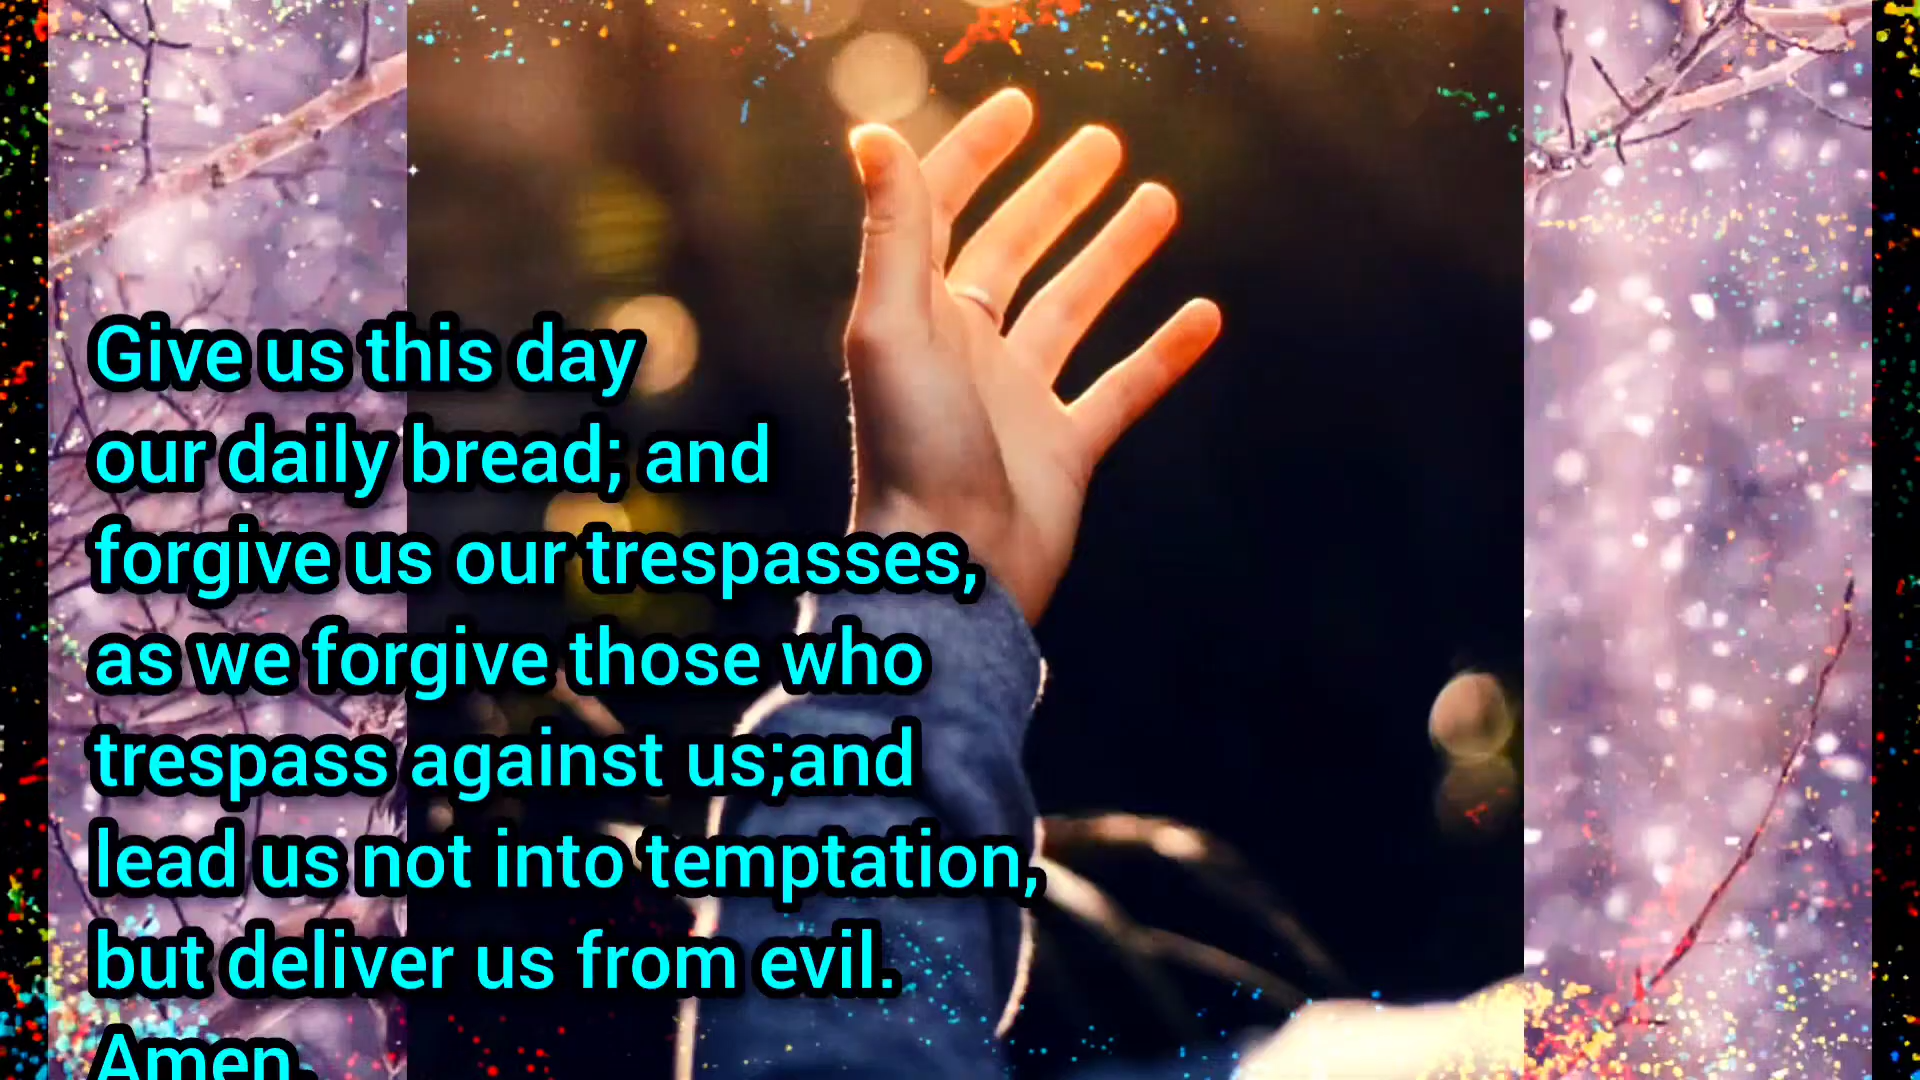 Give us this day
our daily bread; and
forgive us our trespasses,
as we forgive those who
trespass against us;and
lead us not into temptation,
but deliver us from evil.
Amen.